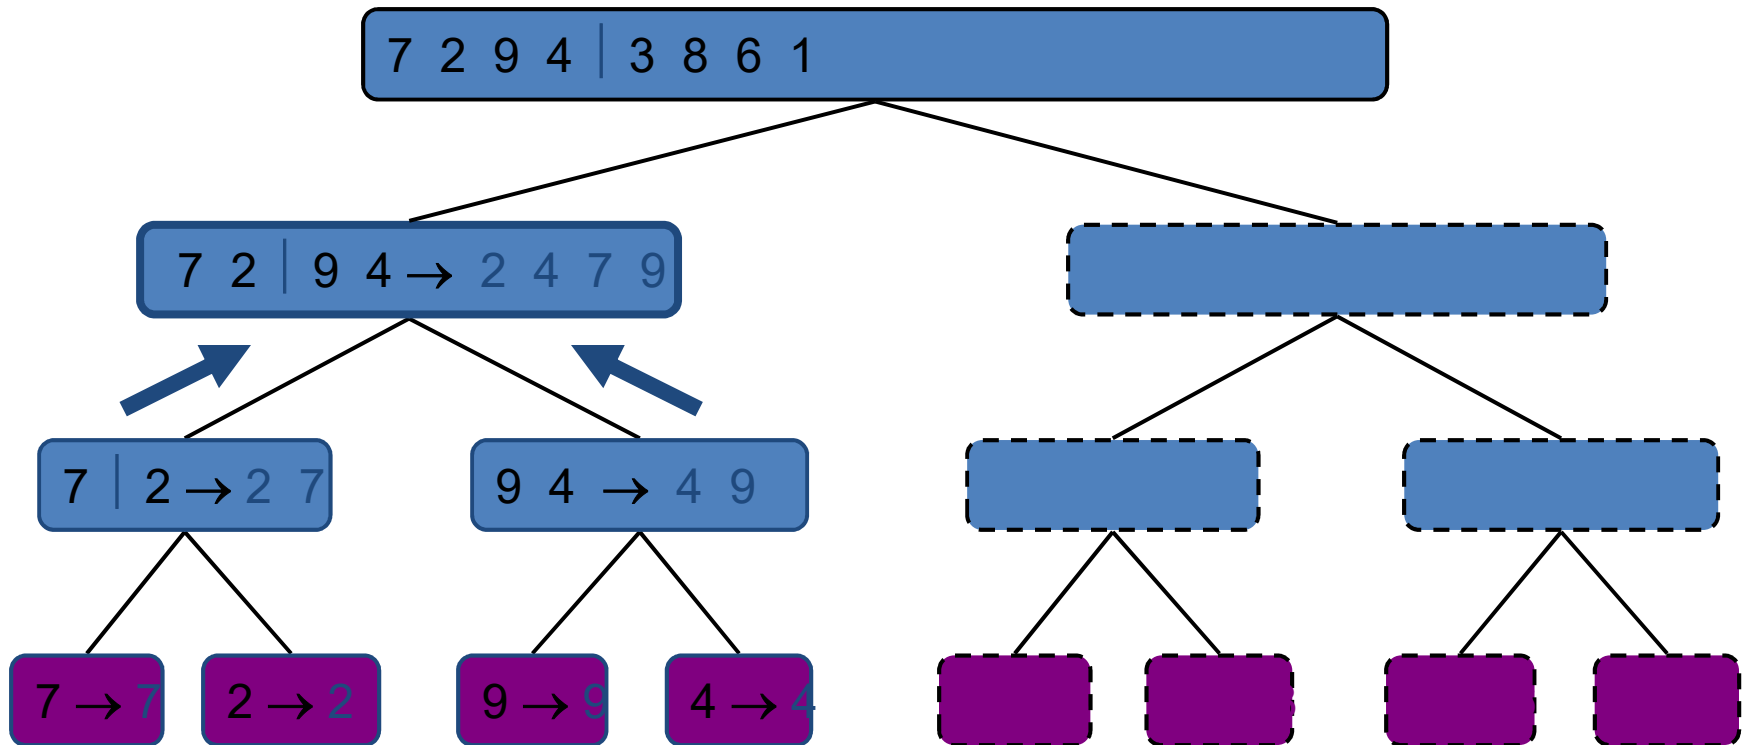 7 2 9 4 | 3 8 6 1
7 2 | 9 4 → 2 4 7 9
7 | 2 → 2 7
9 4 → 4 9
7 → 7
2 → 2
9 → 9
4 → 4